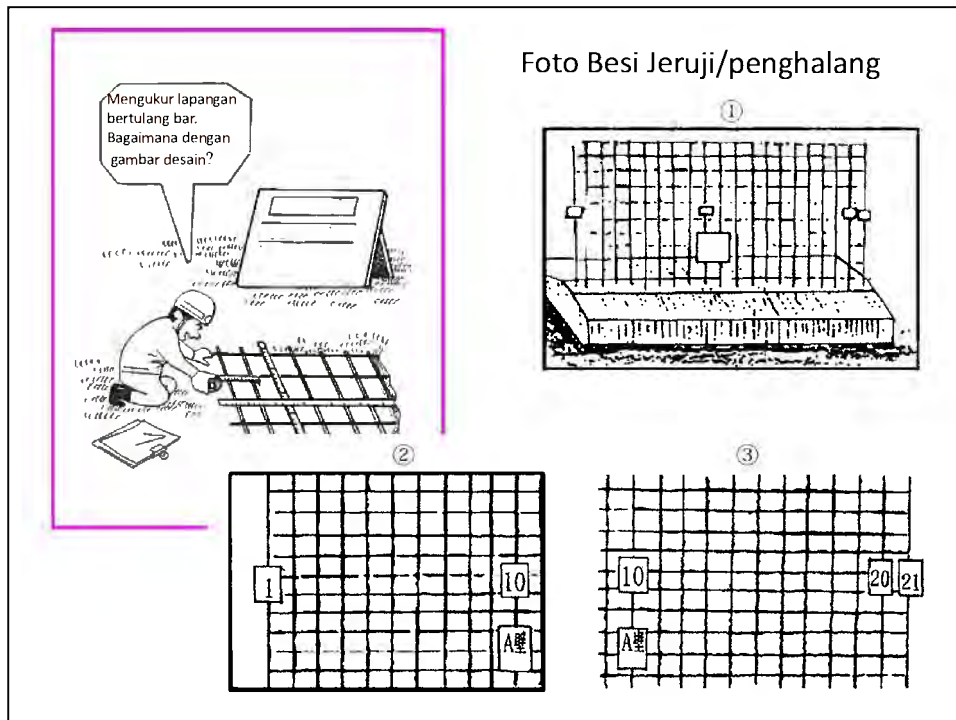 Foto Besi Jeruji/penghalang
Mengukur lapangan
bertulang bar.
Bagaimana dengan
gambar desain?
①
②
1
10
A壁
③
10
20
21
A壁